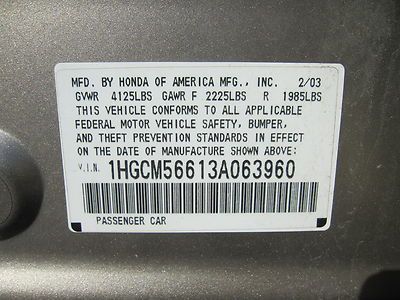 MFD. BY HONDA OF AMERICA MFG., INC. 2/03
GVWR 4125LBS GAWR F 2225LBS R 1985LBS
THIS VEHICLE CONFORMS TO ALL APPLICABLE
FEDERAL MOTOR VEHICLE SAFETY, BUMPER,
AND THEFT PREVENTION STANDARDS IN EFFECT
ON THE DATE OF MANUFACTURE SHOWN ABOVE.
V.I.N. 1HGCM56613A063960
PASSENGER CAR